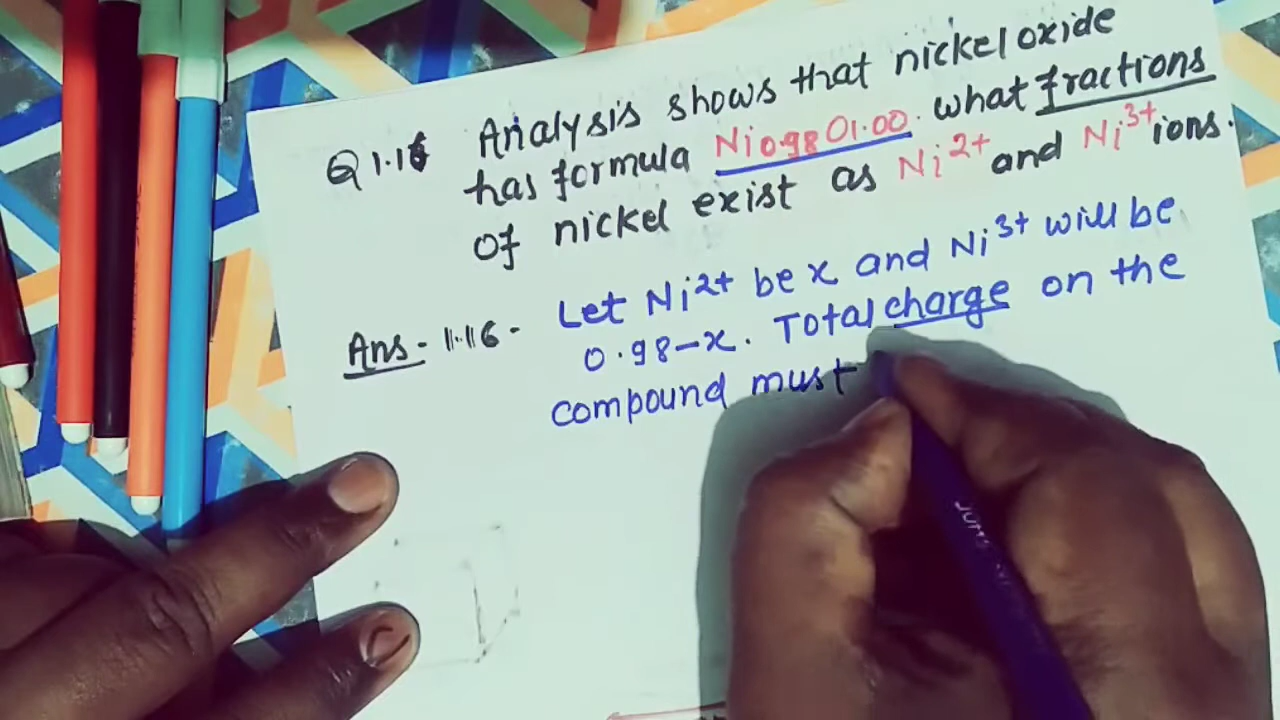 Q 1.16 Analysis shows that nickel oxide
has formula Ni0.98O1.00. what fractions
of nickel exist as Ni2+ and Ni3+ ions.
Ans- 1.16- Let Ni2+ be x and Ni3+ will be
0.98-x. Total charge on the
compound must